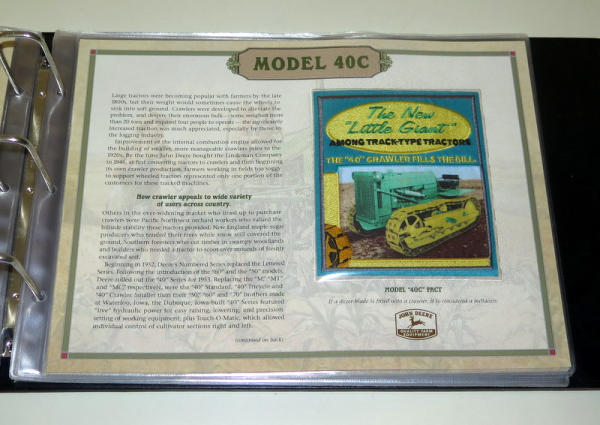 MODEL 40C
Large tractors were becoming popular with farmers by the late
1800s, but their weight would sometimes cause the wheels to
sink into soft ground. Crawlers were developed to alleviate the
problem, and despite their enormous bulk — some weighed more
than 20 tons and required four people to operate — the significantly
increased traction was much appreciated, especially by those in
the logging industry.
Improvement of the internal combustion engine allowed for
the building of smaller, more manageable crawlers prior to the
1920s. By the time John Deere bought the Lindeman Company
in 1946, at first converting tractors to crawlers and then beginning
its own crawler production, farmers working in fields too soggy
to support wheeled tractors represented only one portion of the
customers for these tracked machines.
New crawler appeals to wide variety
of users across country.
Others in the ever-widening market who lined up to purchase
crawlers were Pacific Northwest orchard workers who valued the
hillside stability these tractors provided, New England maple sugar
producers who tended their trees while snow still covered the
ground, Southern foresters who cut timber in swampy woodlands
and builders who needed a tractor to scoot over mounds of freshly
excavated soil.
Beginning in 1952, Deere's Numbered Series replaced the Lettered
Series. Following the introduction of the "60" and the "50" models,
Deere rolled out the "40" Series for 1953. Replacing the "M," "MT"
and "MC," respectively, were the "40" Standard, "40" Tricycle and
"40" Crawler. Smaller than their "50," "60" and "70" brothers made
at Waterloo, Iowa, the Dubuque, Iowa-built "40" Series featured
"live" hydraulic power for easy raising, lowering, and precision
setting of working equipment, plus Touch-O-Matic, which allowed
individual control of cultivator sections right and left.
(continued on back)
The New
"Little Giant"
AMONG TRACK-TYPE TRACTORS
THE "40" CRAWLER FILLS THE BILL.
MODEL "40C" FACT
If a dozer blade is fitted onto a crawler, it is considered a bulldozer.
JOHN DEERE
QUALITY FARM
EQUIPMENT